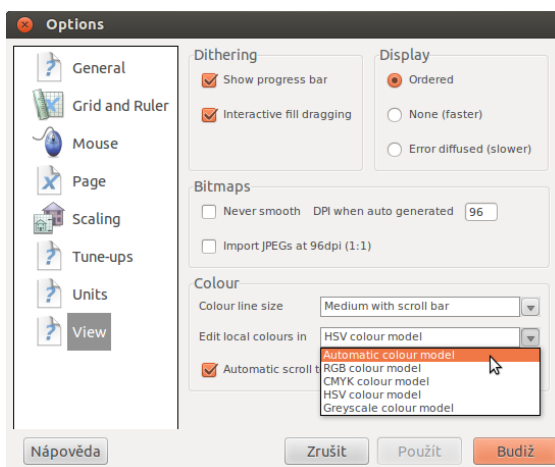 Options
General
Grid and Ruler
Mouse
Page
Scaling
Tune-ups
Units
View
Dithering
Show progress bar
Interactive fill dragging
Display
Ordered
None (faster)
Error diffused (slower)
Bitmaps
Never smooth DPI when auto generated 96
Import JPEGs at 96dpi (1:1)
Colour
Colour line size Medium with scroll bar
Edit local colours in HSV colour model
Automatic colour model
Automatic scroll
RGB colour model
CMYK colour model
HSV colour model
Greyscale colour model
Nápověda Zrušit Použít Budiž